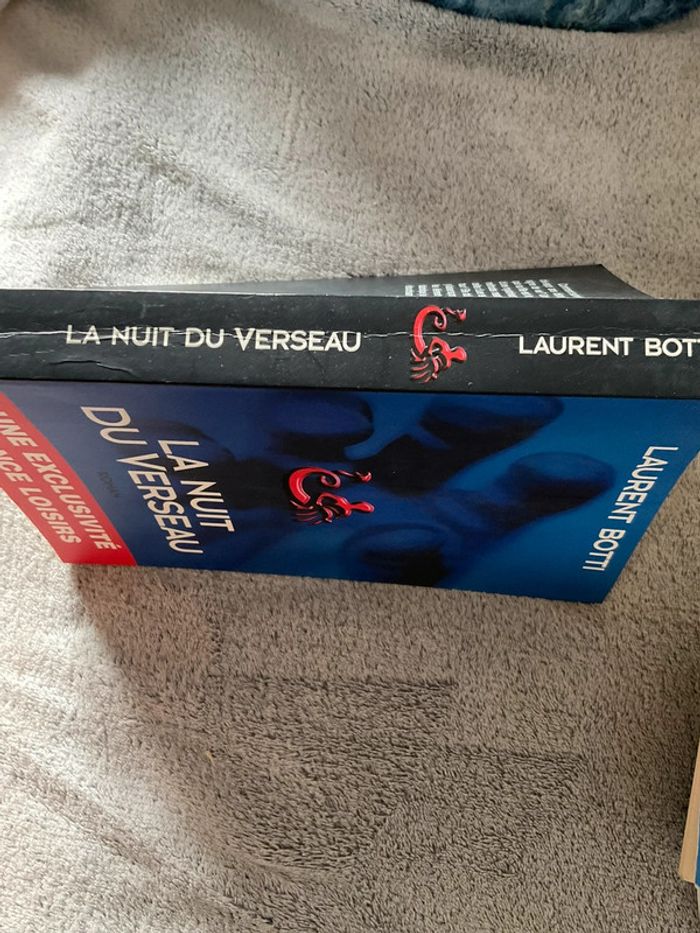 LA NUIT DU VERSEAU
LAURENT BOTT
LAURENT BOTTI
LA NUIT
DU VERSEAU
ROMAN
UNE EXCLUSIVITÉ
NCE LOISIRS